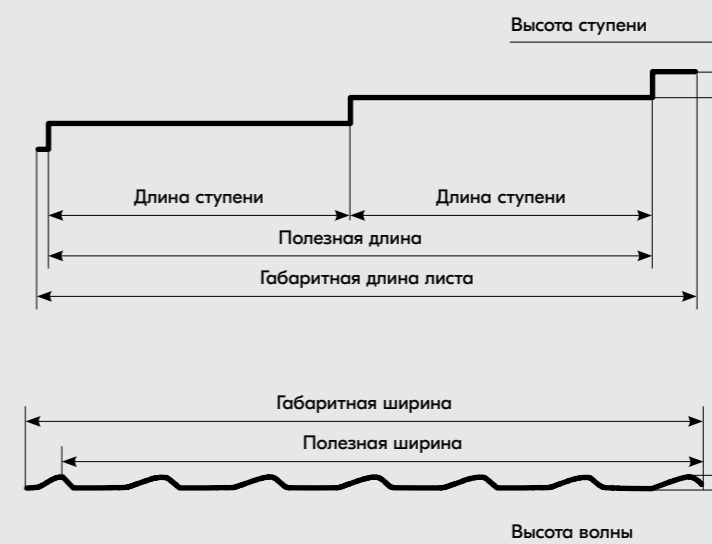 Высота ступени
Длина ступени Длина ступени
Полезная длина
Габаритная длина листа
Габаритная ширина
Полезная ширина
Высота волны